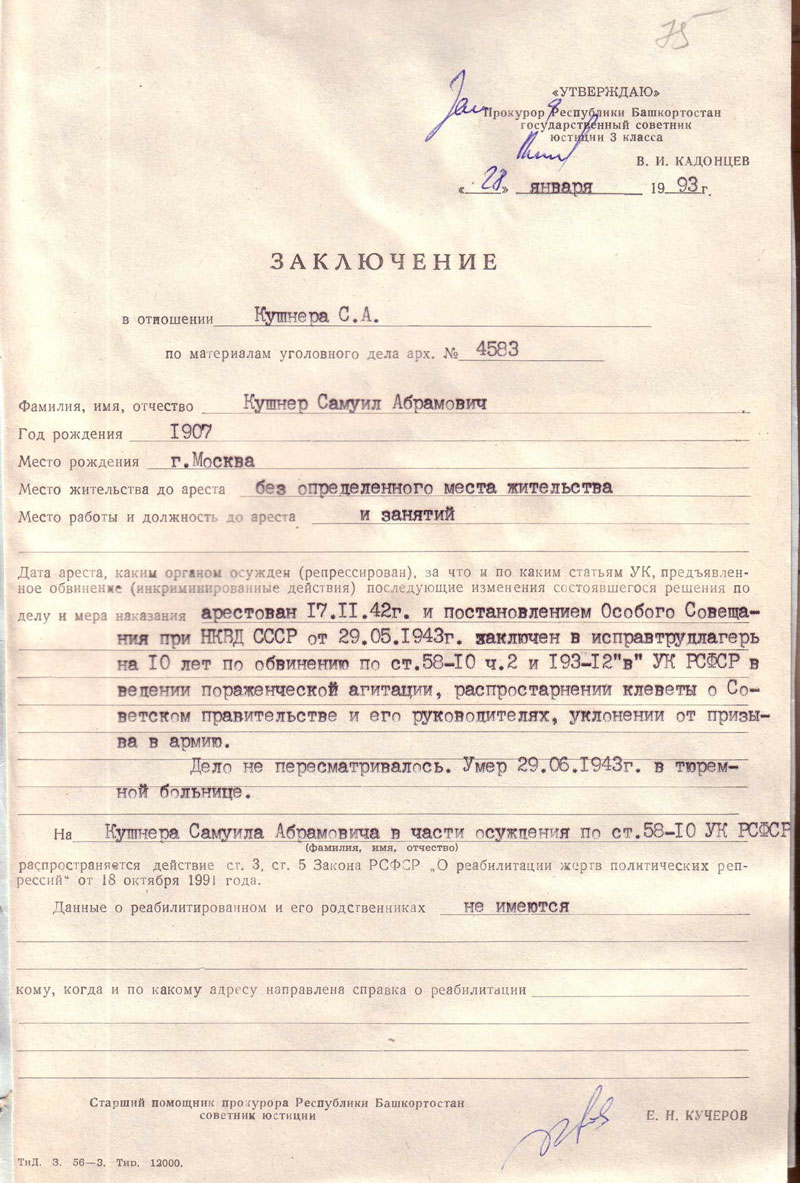 75
«УТВЕРЖДАЮ»
Прокурор Республики Башкортостан
государственный советник
юстиции 3 класса
В. И. КАДОНЦЕВ
«28» января 1993г.
ЗАКЛЮЧЕНИЕ
в отношении Кушнера С.А.
по материалам уголовного дела арх. № 4583
Фамилия, имя, отчество Кушнер Самуил Абрамович
Год рождения 1907
Место рождения г.Москва
Место жительства до ареста без определенного места жительства
Место работы и должность до ареста и занятий
Дата ареста, каким органом осужден (репрессирован), за что и по каким статьям УК, предъявлен-
ное обвинение (инкриминированные действия) последующие изменения состоявшегося решения по
делу и мера наказания арестован 17.II.42г. и постановлением Особого Совеща-
ния при НКВД СССР от 29.05.1943г. заключен в исправтрудлагерь
на 10 лет по обвинению по ст.58-10 ч.2 и 193-12"в" УК РСФСР в
ведении пораженческой агитации, распростарнении клеветы о Со-
ветском правительстве и его руководителях, уклонении от призы-
ва в армию.
Дело не пересматривалось. Умер 29.06.1943г. в тюрем-
ной больнице.
На Кушнера Самуила Абрамовича в части осуждения по ст.58-10 УК РСФСР
(фамилия, имя, отчество)
распространяется действие ст. 3, ст. 5 Закона РСФСР „О реабилитации жертв политических реп-
рессий" от 18 октября 1991 года.
Данные о реабилитированном и его родственниках не имеются
кому, когда и по какому адресу направлена справка о реабилитации
Старший помощник прокурора Республики Башкортостан
советник юстиции
Е. Н. КУЧЕРОВ
ТиД. З. 56—3. Тир. 12000.